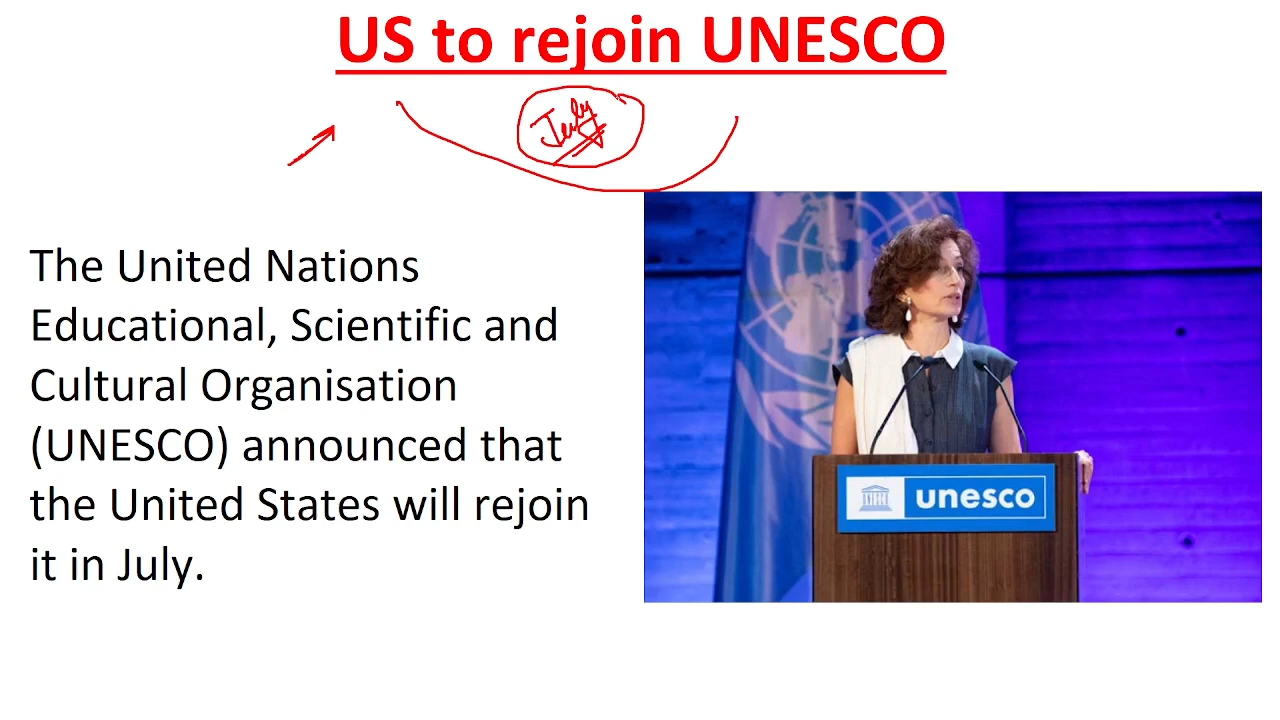 US to rejoin UNESCO
July
The United Nations
Educational, Scientific and
Cultural Organisation
(UNESCO) announced that
the United States will rejoin
it in July.
unesco